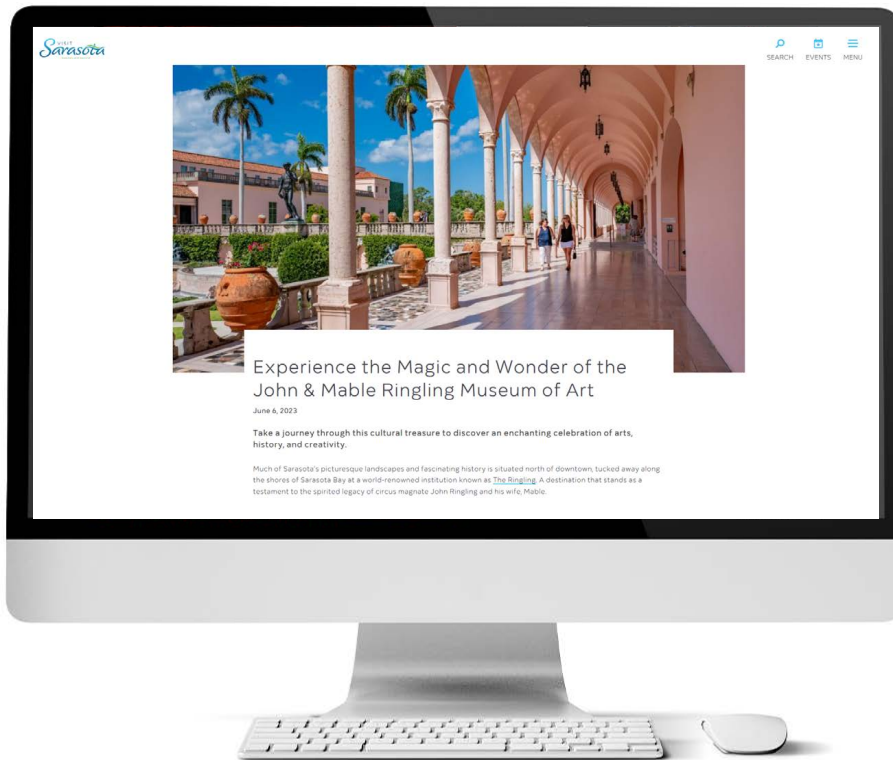 VISIT
Sarasota
SEARCH EVENTS MENU
Experience the Magic and Wonder of the
John & Mable Ringling Museum of Art
June 6, 2023
Take a journey through this cultural treasure to discover an enchanting celebration of arts,
history, and creativity.
Much of Sarasota's picturesque landscapes and fascinating history is situated north of downtown, tucked away along
the shores of Sarasota Bay at a world-renowned institution known as The Ringling. A destination that stands as a
testament to the spirited legacy of circus magnate John Ringling and his wife, Mable.